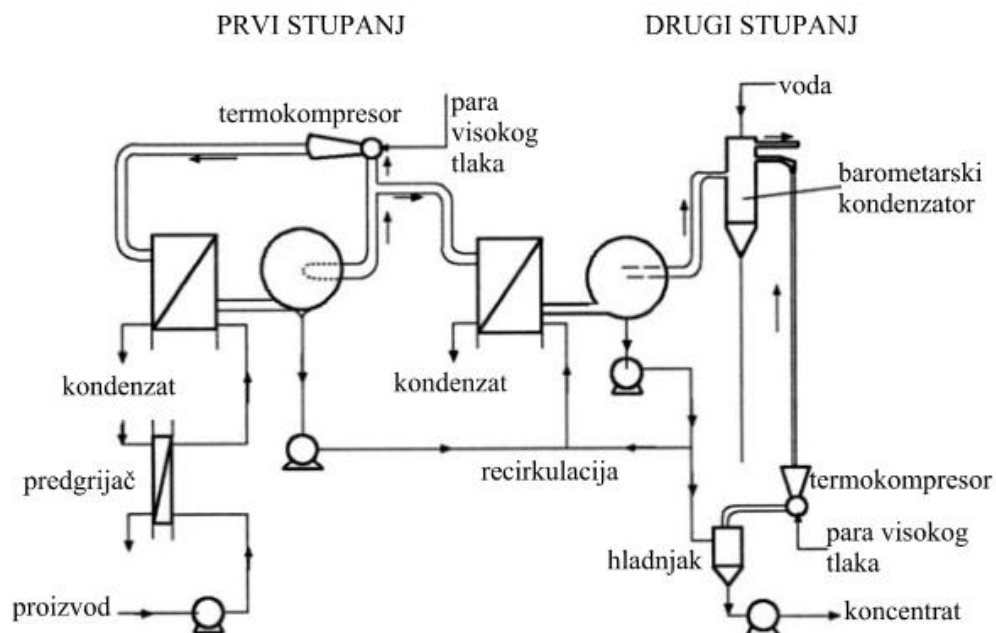 PRVI STUPANJ
DRUGI STUPANJ
termokompresor
para
visokog
tlaka
voda
barometarski
kondenzator
kondenzat
kondenzat
predgrijač
recirkulacija
termokompresor
para visokog
tlaka
hladnjak
proizvod
koncentrat